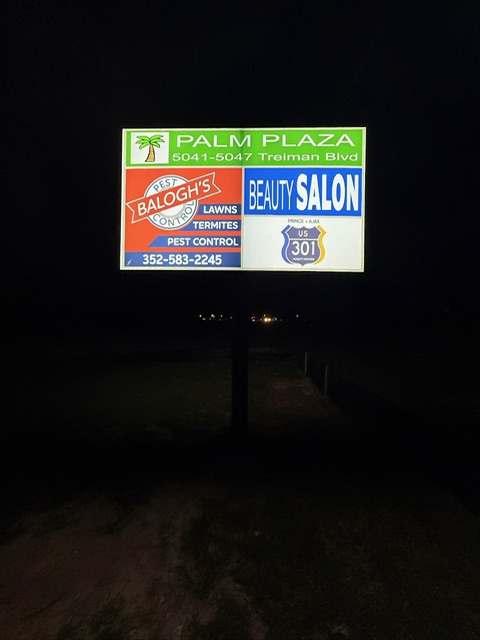 PALM PLAZA
5041-5047 Treiman Blvd
PEST
BALOGH'S
CONTROL
LAWNS
TERMITES
PEST CONTROL
352-583-2245
BEAUTY SALON
PRINCE + AJAX
US
301